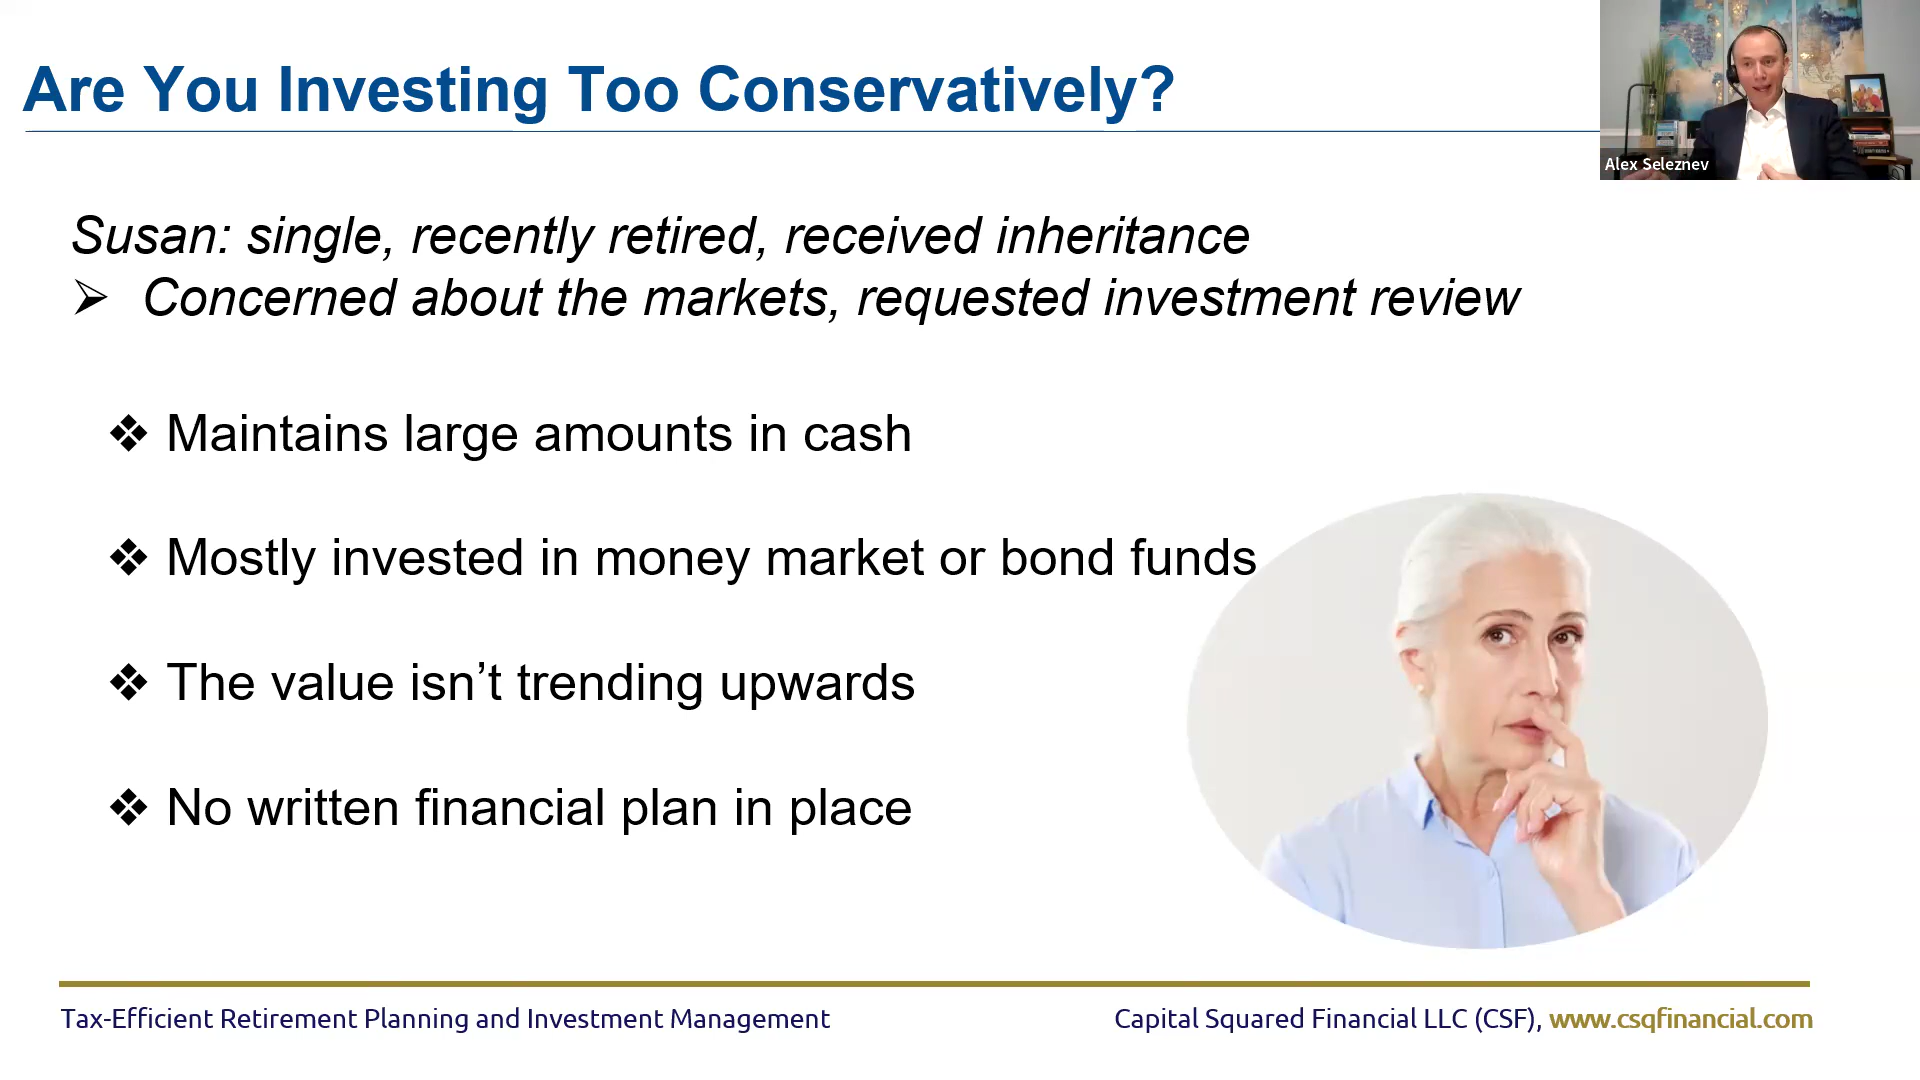 Are You Investing Too Conservatively?
Alex Seleznev
Susan: single, recently retired, received inheritance
➢ Concerned about the markets, requested investment review
❖ Maintains large amounts in cash
❖ Mostly invested in money market or bond funds
❖ The value isn’t trending upwards
❖ No written financial plan in place
Tax-Efficient Retirement Planning and Investment Management
Capital Squared Financial LLC (CSF), www.csqfinancial.com